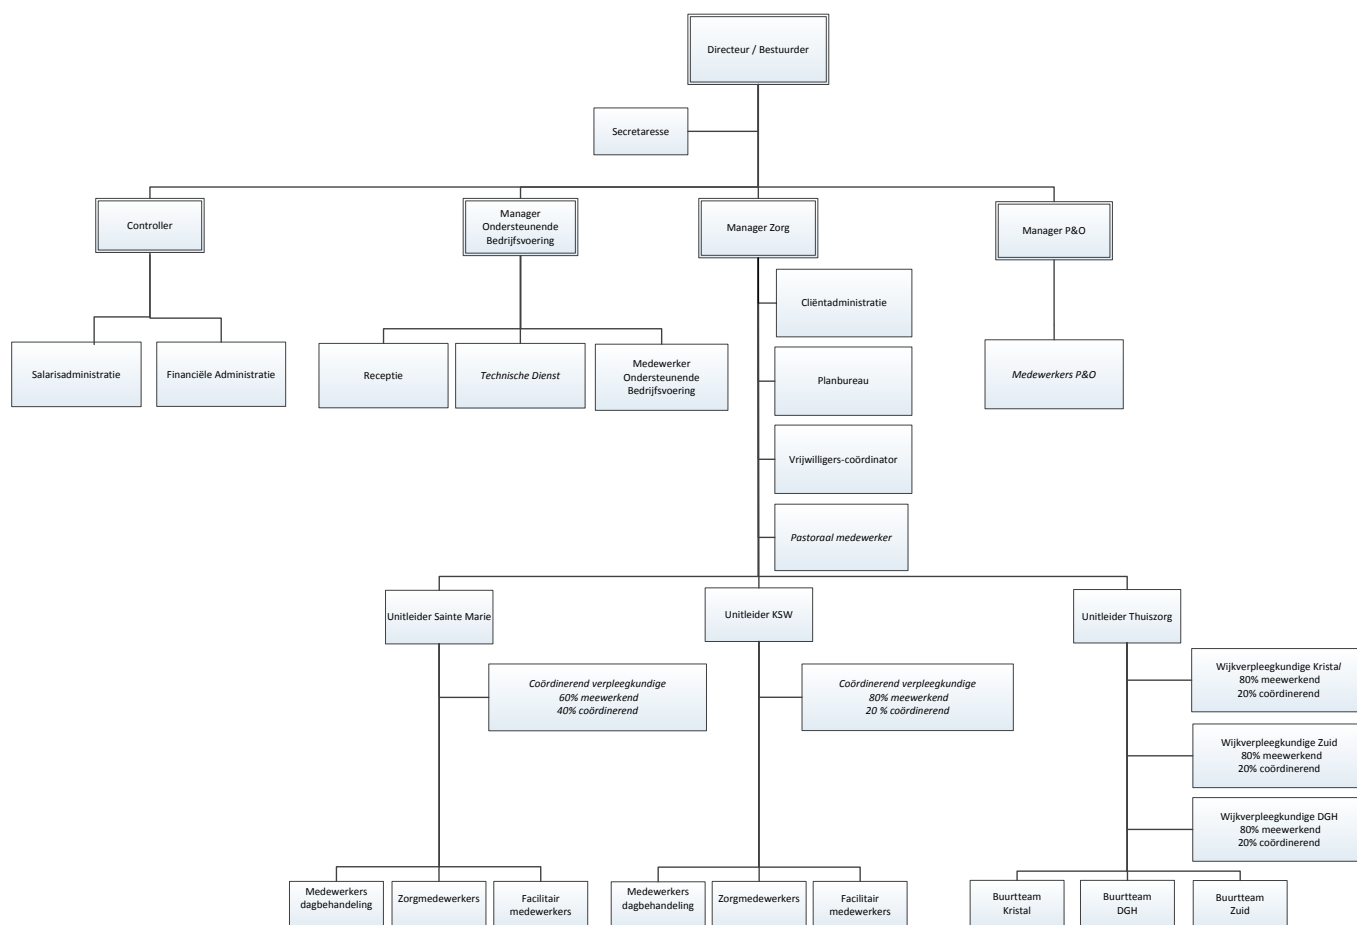 Directeur / Bestuurder
Secretaresse
Controller
Manager
Ondersteunende
Bedrijfsvoering
Manager Zorg
Manager P&O
Cliëntadministratie
Salarisadministratie
Financiële Administratie
Receptie
Technische Dienst
Medewerker
Ondersteunende
Bedrijfsvoering
Planbureau
Medewerkers P&O
Vrijwilligers-coördinator
Pastoraal medewerker
Unitleider Sainte Marie
Unitleider KSW
Unitleider Thuiszorg
Coördinerend verpleegkundige
60% meewerkend
40% coördinerend
Coördinerend verpleegkundige
80% meewerkend
20 % coördinerend
Wijkverpleegkundige Kristal
80% meewerkend
20% coördinerend
Wijkverpleegkundige Zuid
80% meewerkend
20% coördinerend
Wijkverpleegkundige DGH
80% meewerkend
20% coördinerend
Medewerkers
dagbehandeling
Zorgmedewerkers
Facilitair
medewerkers
Medewerkers
dagbehandeling
Zorgmedewerkers
Facilitair
medewerkers
Buurtteam
Kristal
Buurtteam
DGH
Buurtteam
Zuid